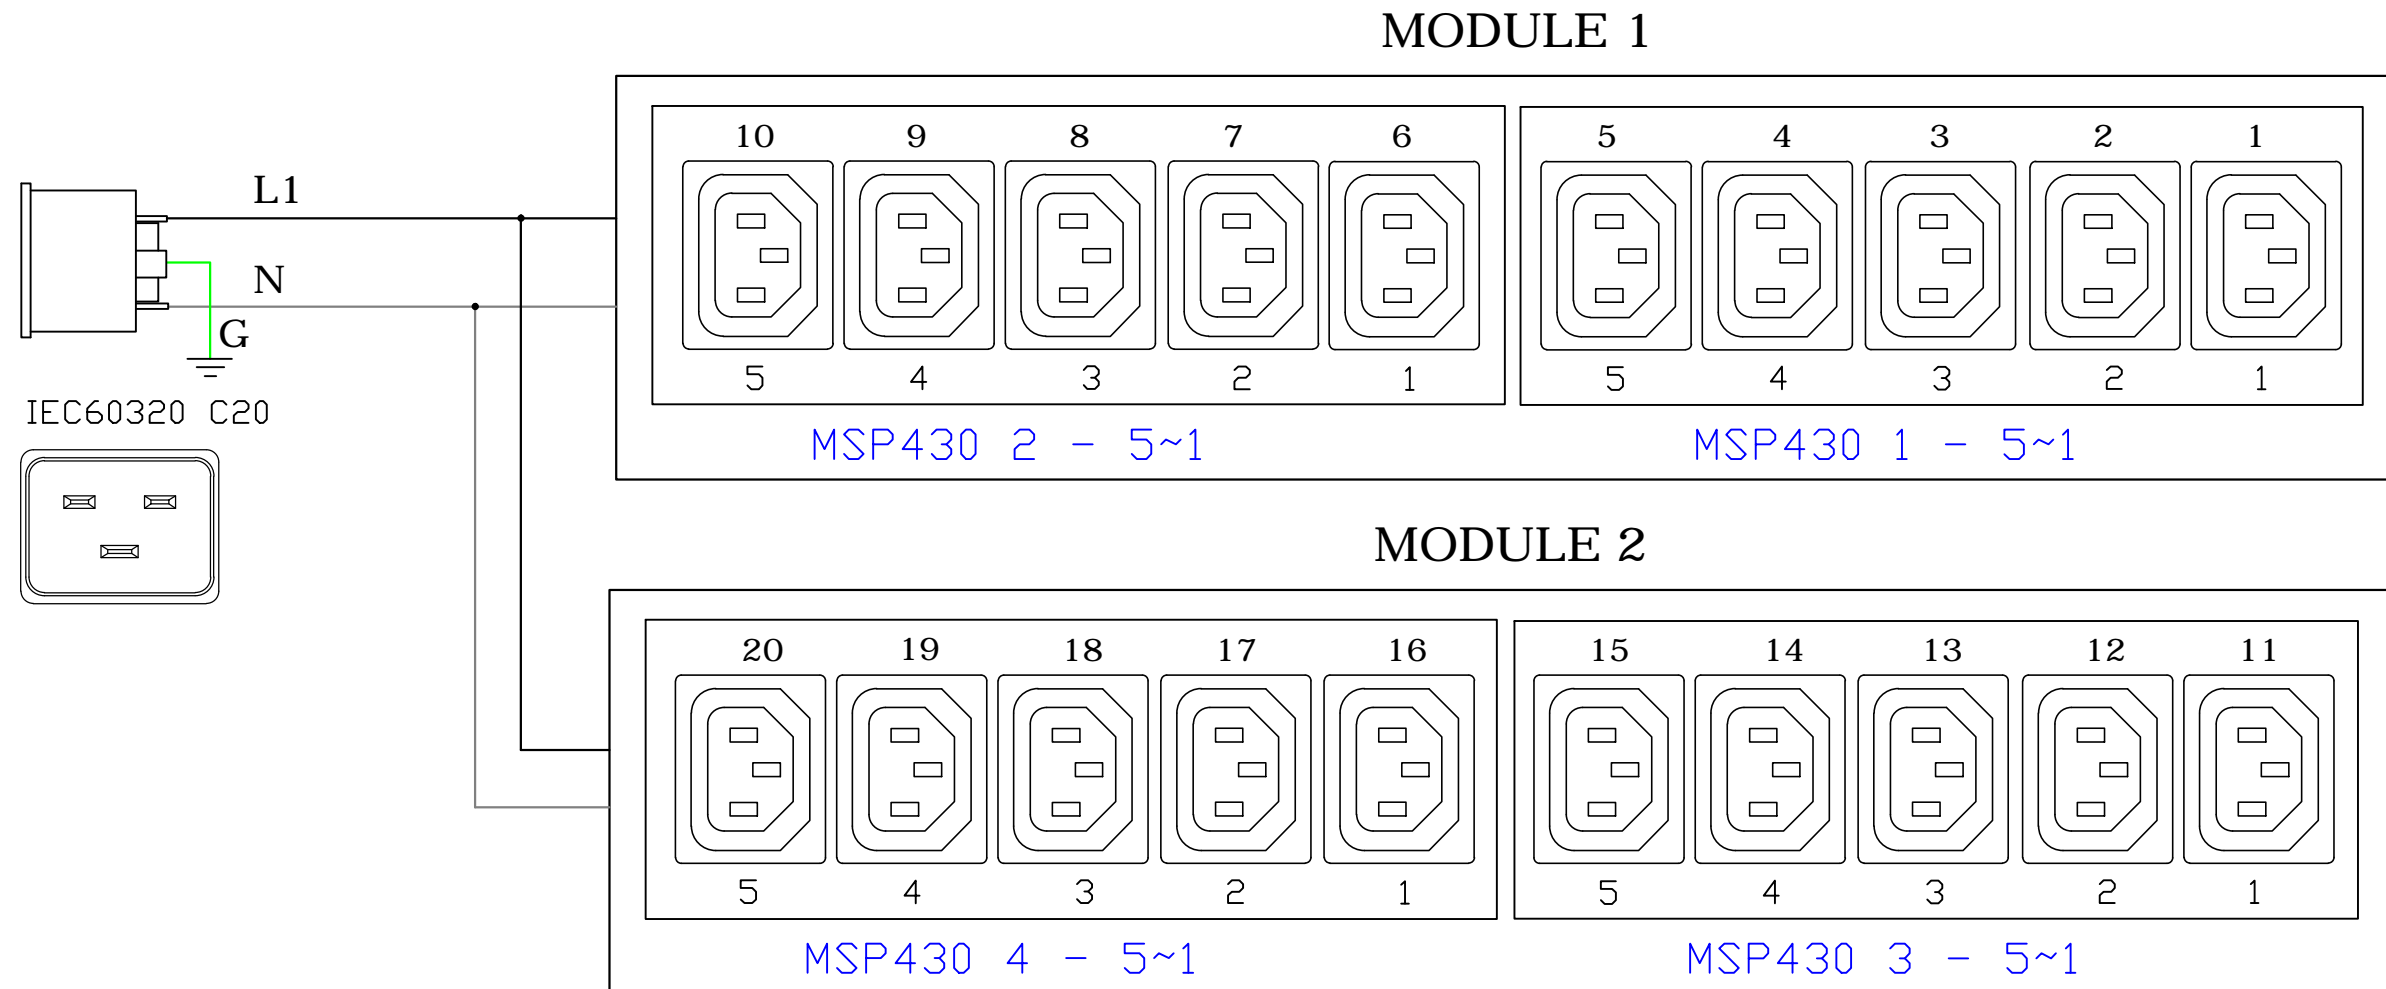 MODULE 1
10 9 8 7 6 5 4 3 2 1
L1
N
G
5 4 3 2 1 5 4 3 2 1
IEC60320 C20
MSP430 2 - 5~1 MSP430 1 - 5~1
MODULE 2
20 19 18 17 16 15 14 13 12 11
5 4 3 2 1 5 4 3 2 1
MSP430 4 - 5~1 MSP430 3 - 5~1